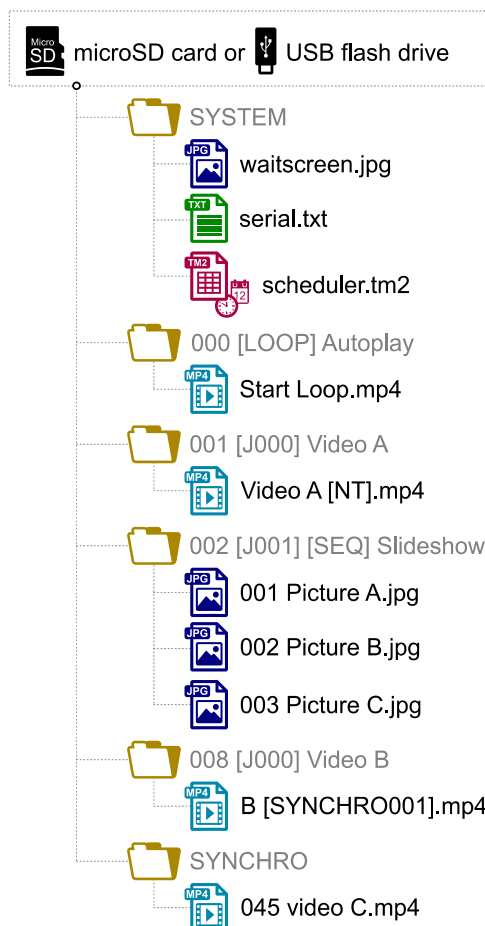 Micro SD microSD card or USB flash drive
SYSTEM
JPG waitscreen.jpg
TXT serial.txt
TM2 12 scheduler.tm2
000 [LOOP] Autoplay
MP4 Start Loop.mp4
001 [J000] Video A
MP4 Video A [NT].mp4
002 [J001] [SEQ] Slideshow
JPG 001 Picture A.jpg
JPG 002 Picture B.jpg
JPG 003 Picture C.jpg
008 [J000] Video B
MP4 B [SYNCHRO001].mp4
SYNCHRO
MP4 045 video C.mp4